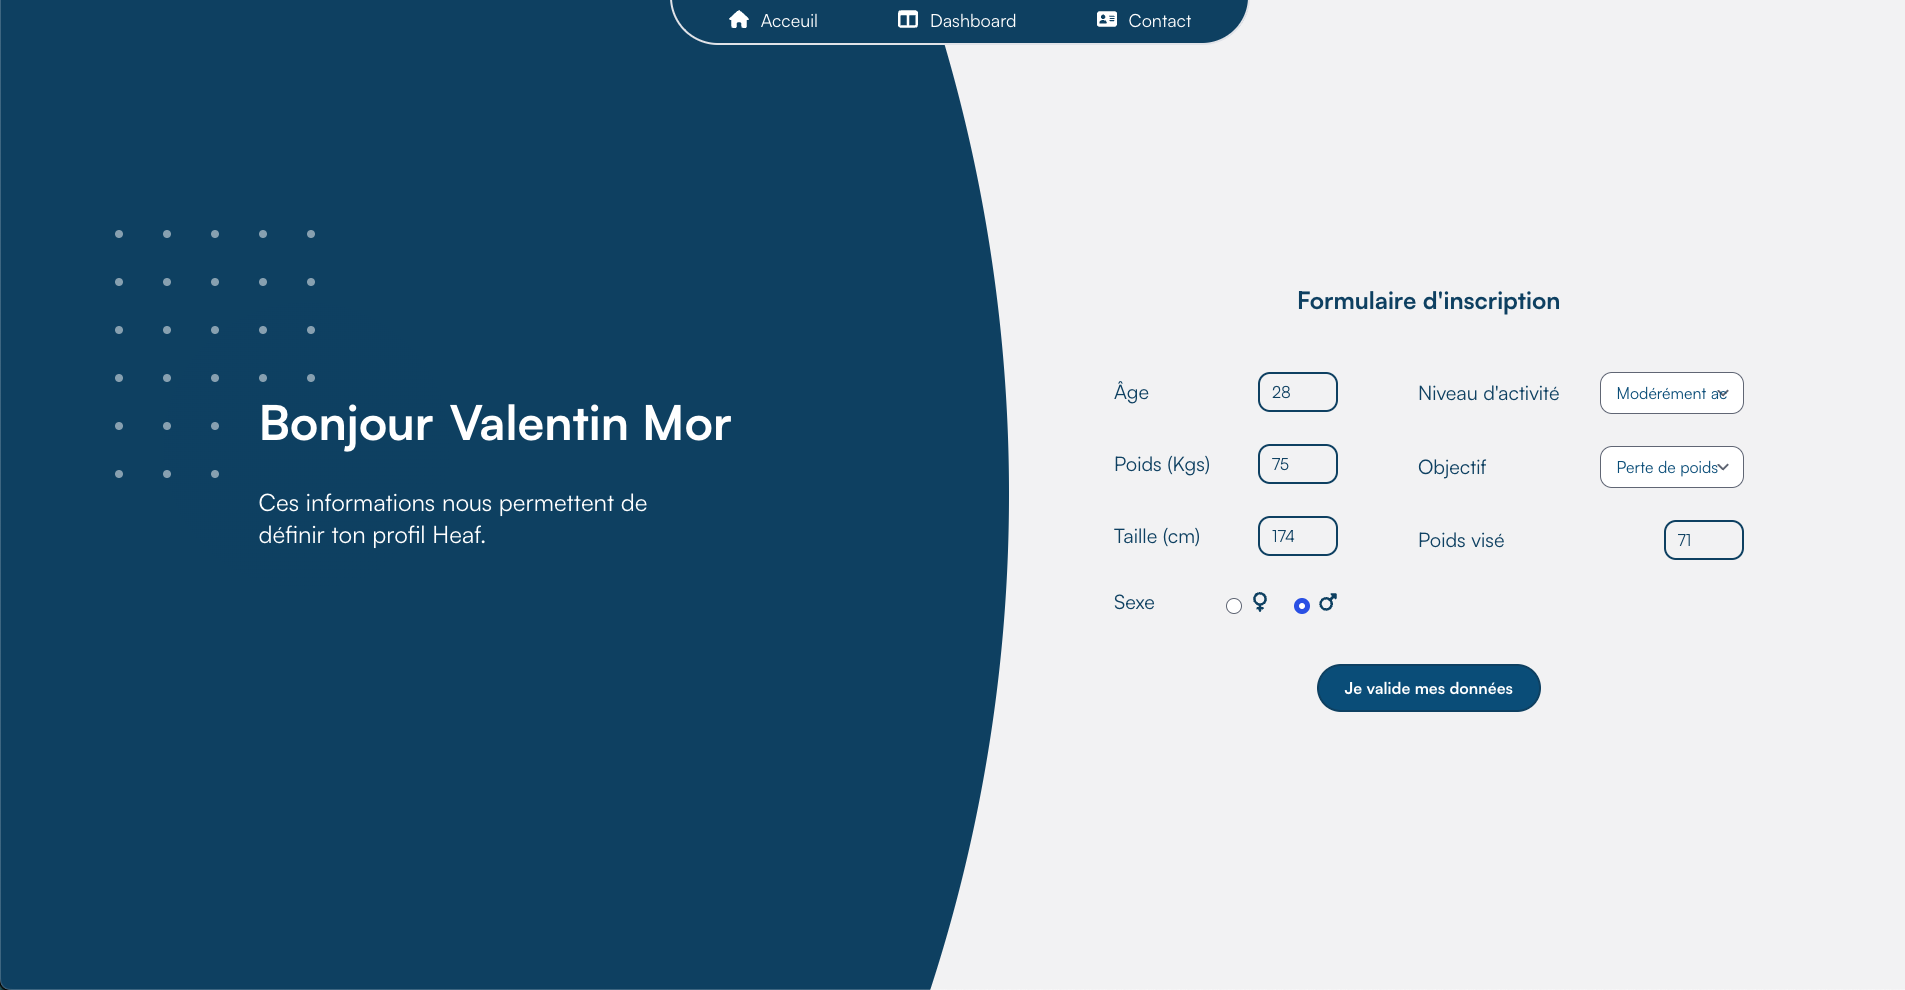 Acceuil
Dashboard
Contact
Bonjour Valentin Mor
Ces informations nous permettent de
définir ton profil Heaf.
Formulaire d'inscription
Âge
28
Poids (Kgs)
75
Taille (cm)
174
Sexe
Niveau d'activité
Modérément
Objectif
Perte de poids
Poids visé
71
Je valide mes données